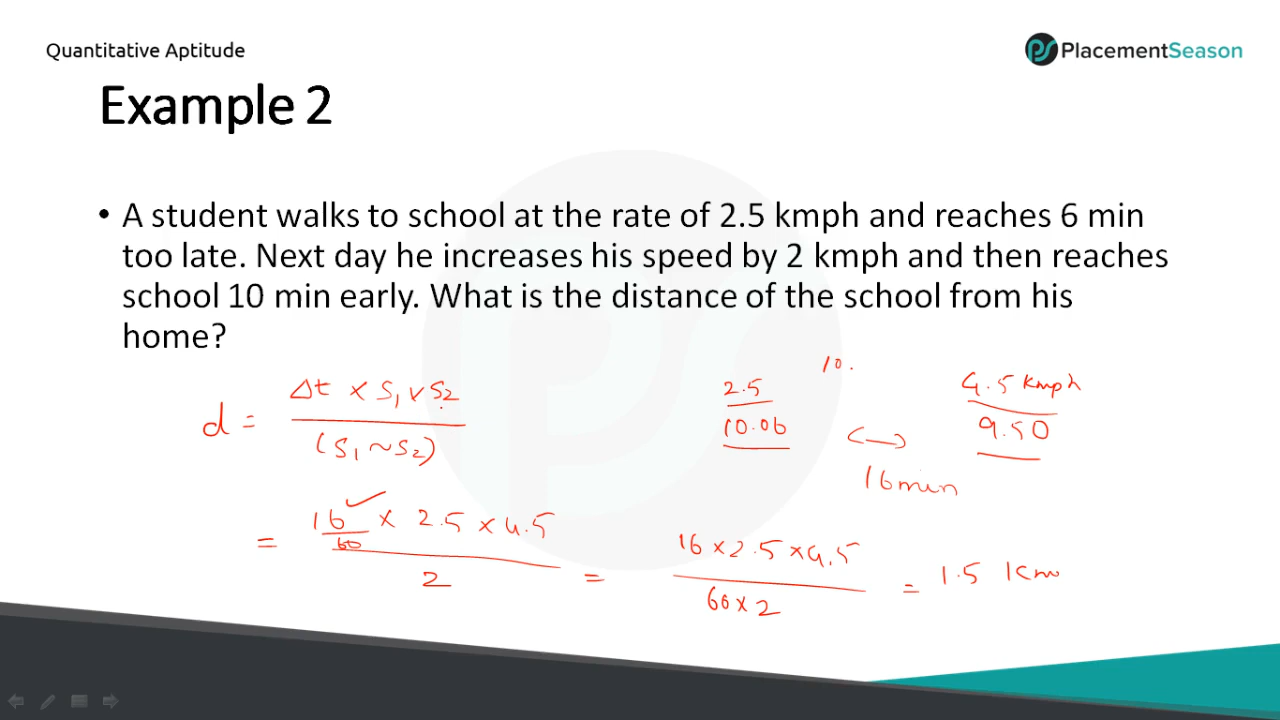 Quantitative Aptitude
PlacementSeason
Example 2
• A student walks to school at the rate of 2.5 kmph and reaches 6 min
too late. Next day he increases his speed by 2 kmph and then reaches
school 10 min early. What is the distance of the school from his
home?
10.
d = Δt × S₁ × S₂ / (S₁ ~ S₂)
2.5
10.06
4.5 kmph
9.50
16 min
= 16/60 × 2.5 × 4.5 / 2 = 16 × 2.5 × 4.5 / 60 × 2 = 1.5 Km